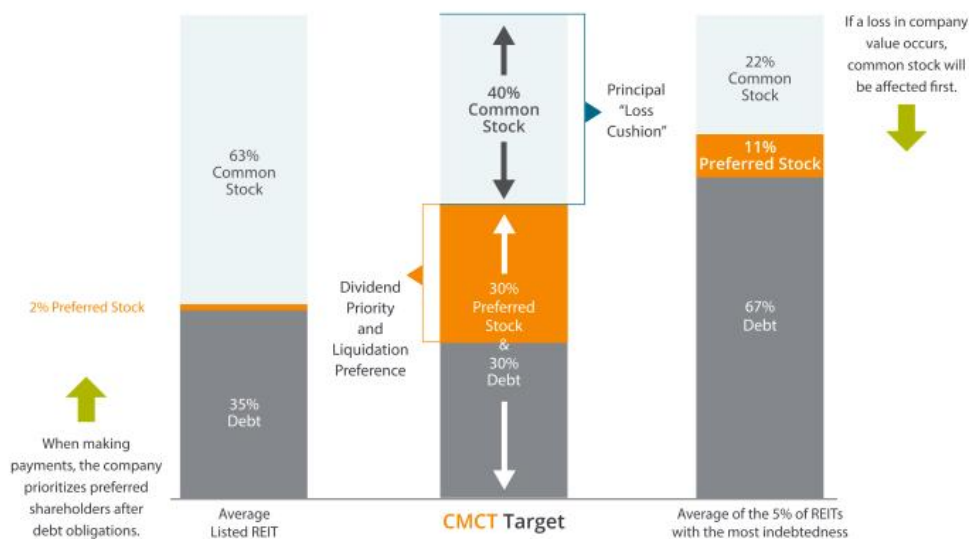 63%
Common
Stock
2% Preferred Stock
35%
Debt
When making
payments, the company
prioritizes preferred
shareholders after
debt obligations.
Average
Listed REIT
40%
Common
Stock
Principal
“Loss
Cushion”
Dividend
Priority
and
Liquidation
Preference
30%
Preferred
Stock
&
30%
Debt
CMCT Target
22%
Common
Stock
11%
Preferred Stock
67%
Debt
Average of the 5% of REITs
with the most indebtedness
If a loss in company
value occurs,
common stock will
be affected first.